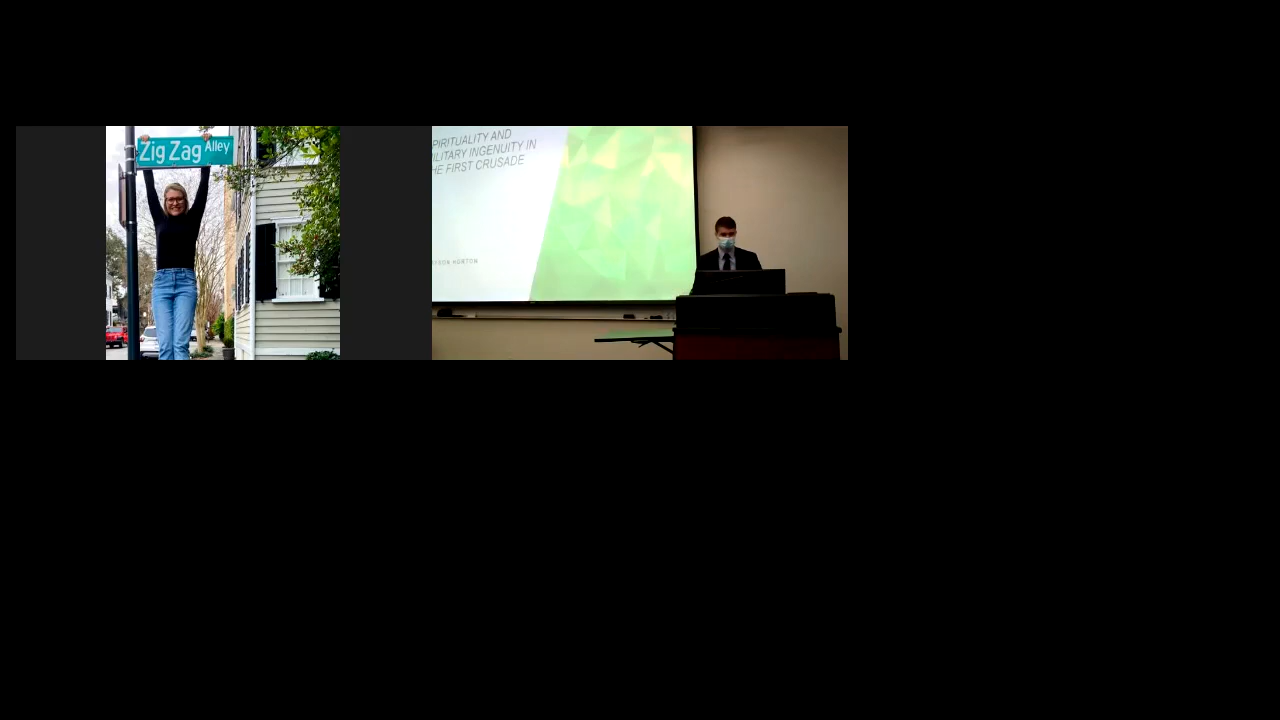 Zig Zag Alley
PIRITUALITY AND
ILITARY INGENUITY IN
HE FIRST CRUSADE